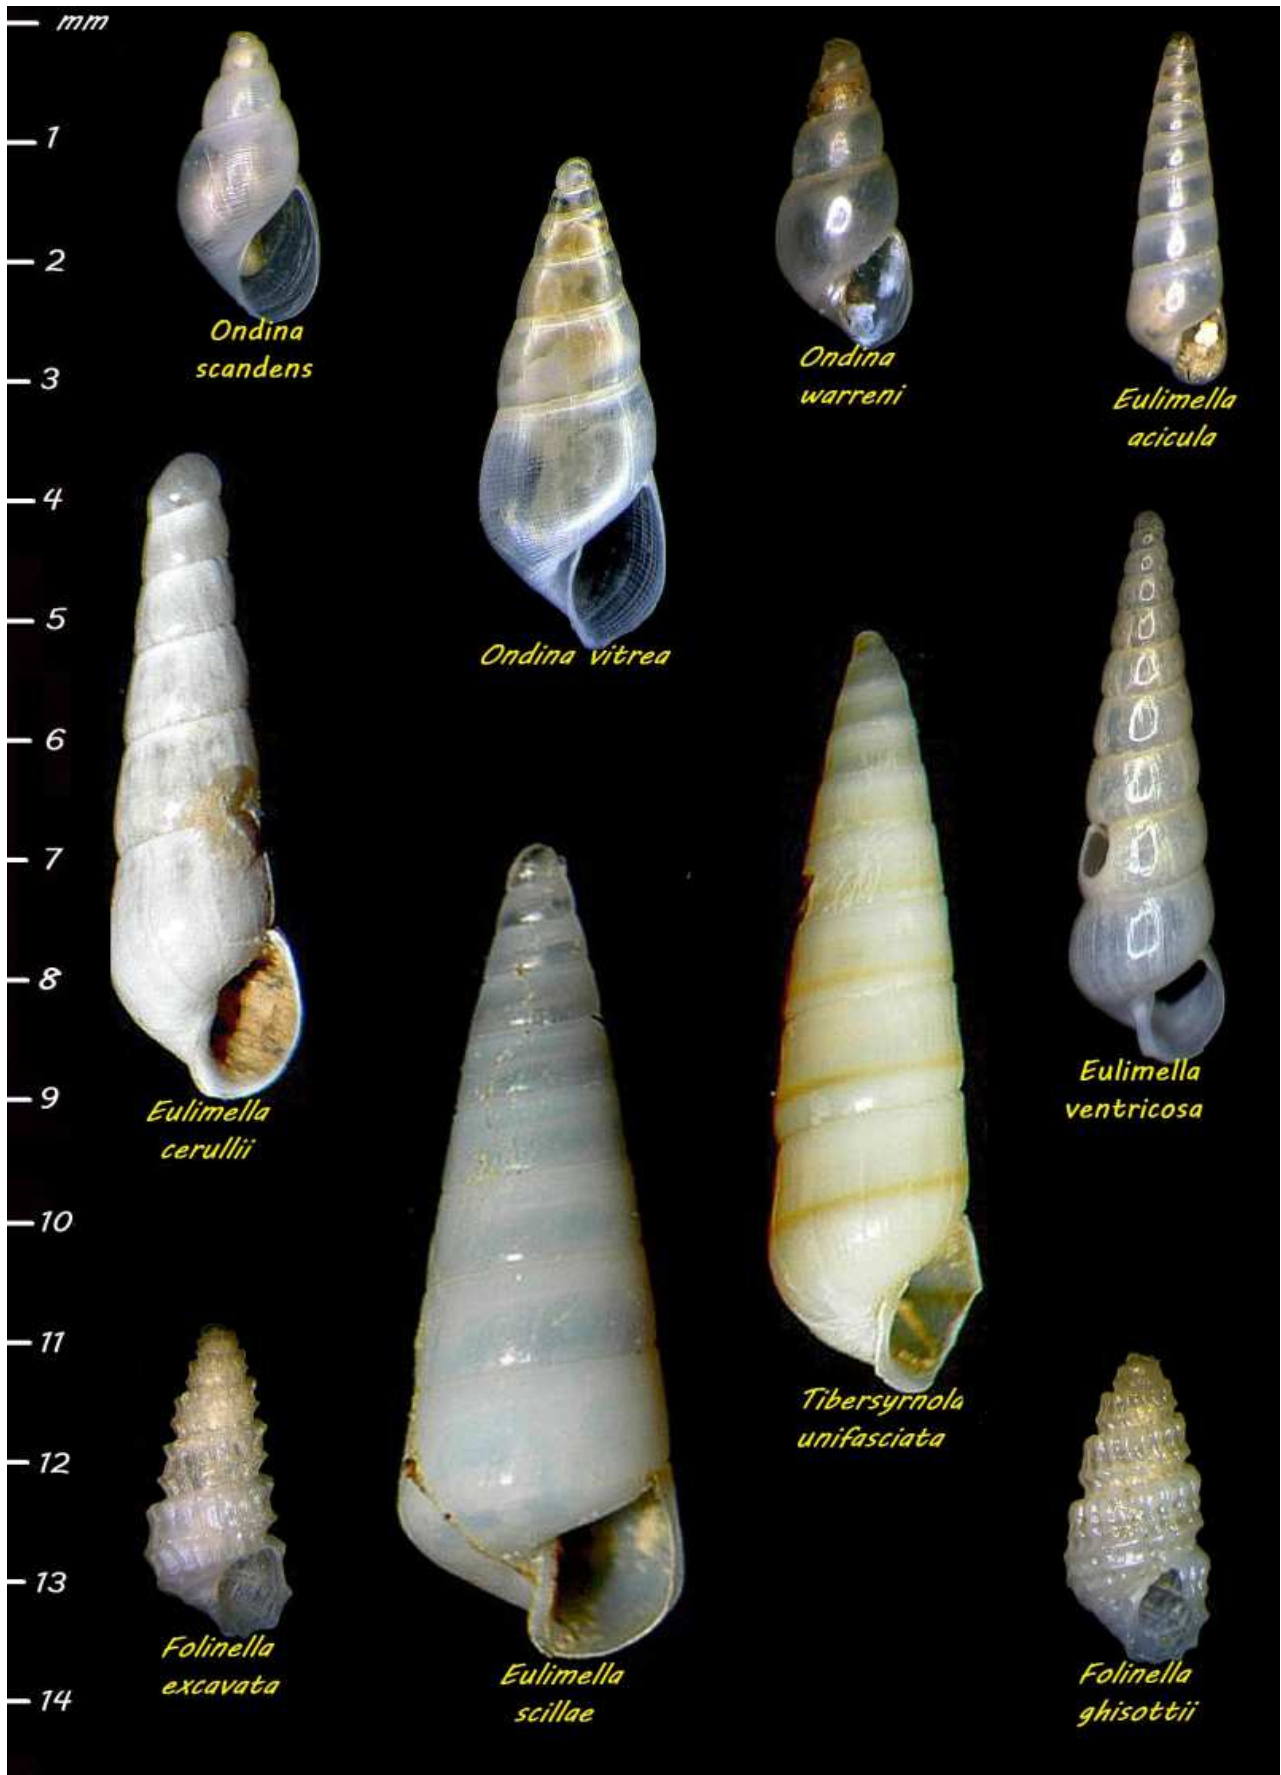 mm
1
2
3
4
5
6
7
8
9
10
11
12
13
14
Ondina
scandens
Ondina vitrea
Ondina
warreni
Eulimella
acicula
Eulimella
cerullii
Eulimella
ventricosa
Tibersyrnola
unifasciata
Folinella
excavata
Eulimella
scillae
Folinella
ghisottii